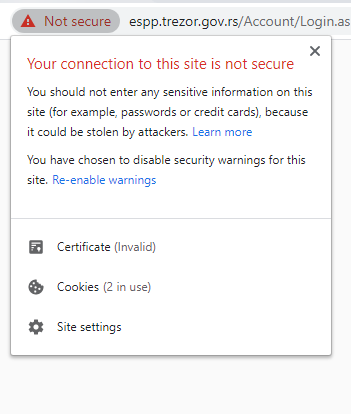 Not secure espp.trezor.gov.rs/Account/Login.as
Your connection to this site is not secure
You should not enter any sensitive information on this
site (for example, passwords or credit cards), because
it could be stolen by attackers. Learn more
You have chosen to disable security warnings for this
site. Re-enable warnings
Certificate (Invalid)
Cookies (2 in use)
Site settings